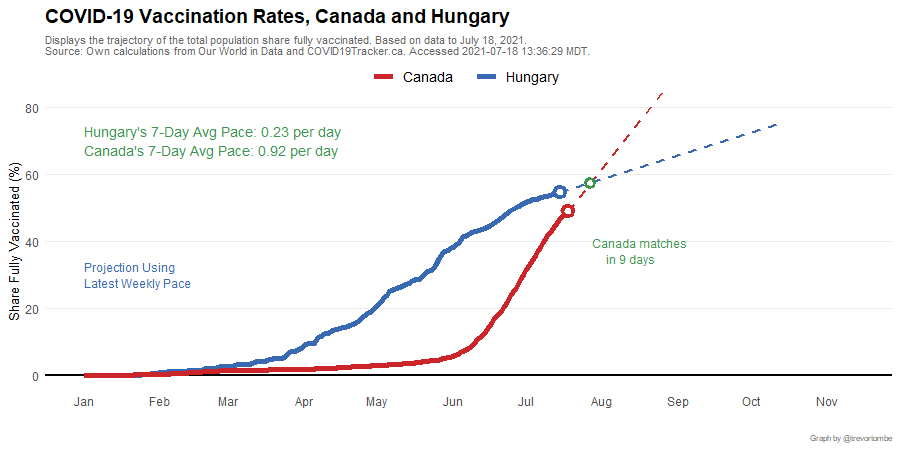 COVID-19 Vaccination Rates, Canada and Hungary
Displays the trajectory of the total population share fully vaccinated. Based on data to July 18, 2021.
Source: Own calculations from Our World in Data and COVID19Tracker.ca. Accessed 2021-07-18 13:36:29 MDT.
Canada Hungary
Share Fully Vaccinated (%)
80
60
40
20
0
Hungary's 7-Day Avg Pace: 0.23 per day
Canada's 7-Day Avg Pace: 0.92 per day
Canada matches
in 9 days
Projection Using
Latest Weekly Pace
Jan Feb Mar Apr May Jun Jul Aug Sep Oct Nov
Graph by @trevortombe